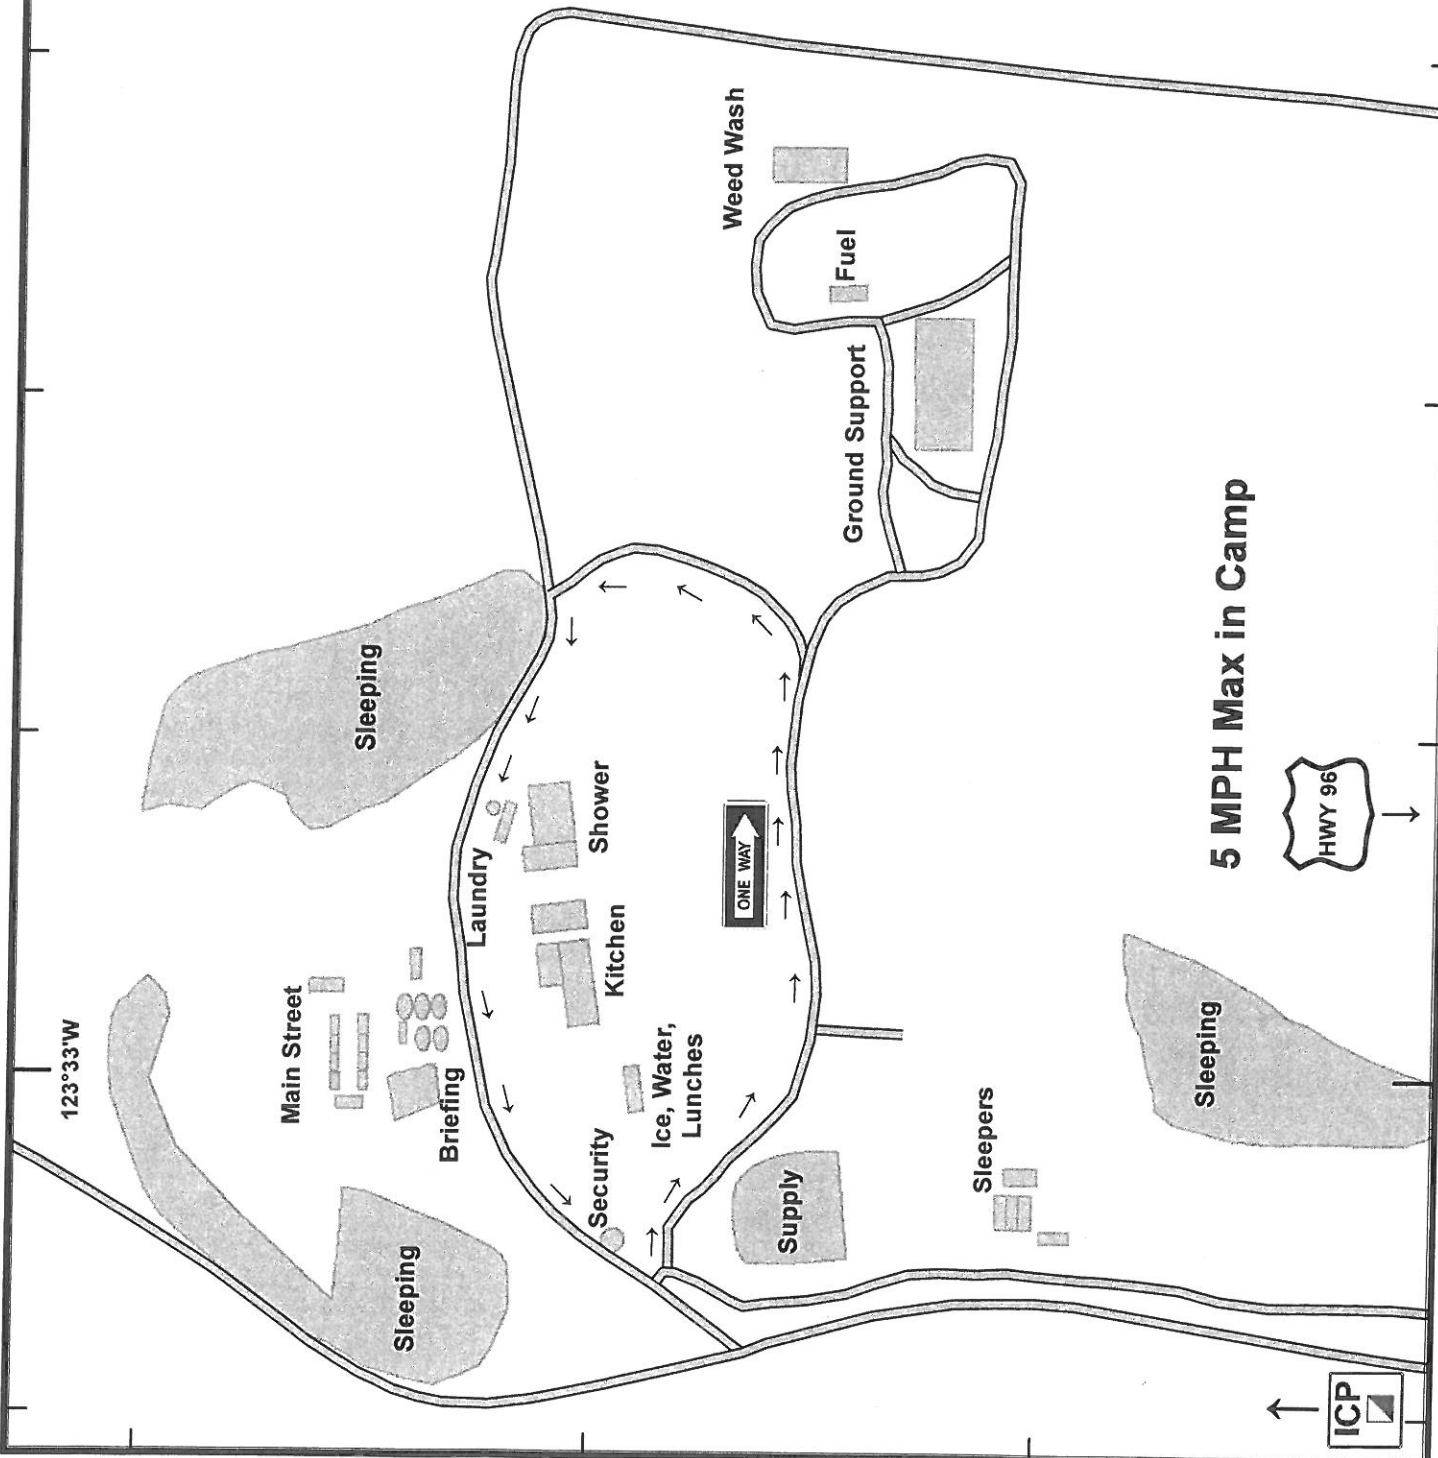 123°33'W
Main Street
Briefing
Sleeping
Sleeping
Laundry
Shower
Kitchen
Ice, Water,
Lunches
Security
Supply
Sleepers
Sleeping
ONE WAY
Weed Wash
Fuel
Ground Support
5 MPH Max in Camp
HWY 96
ICP